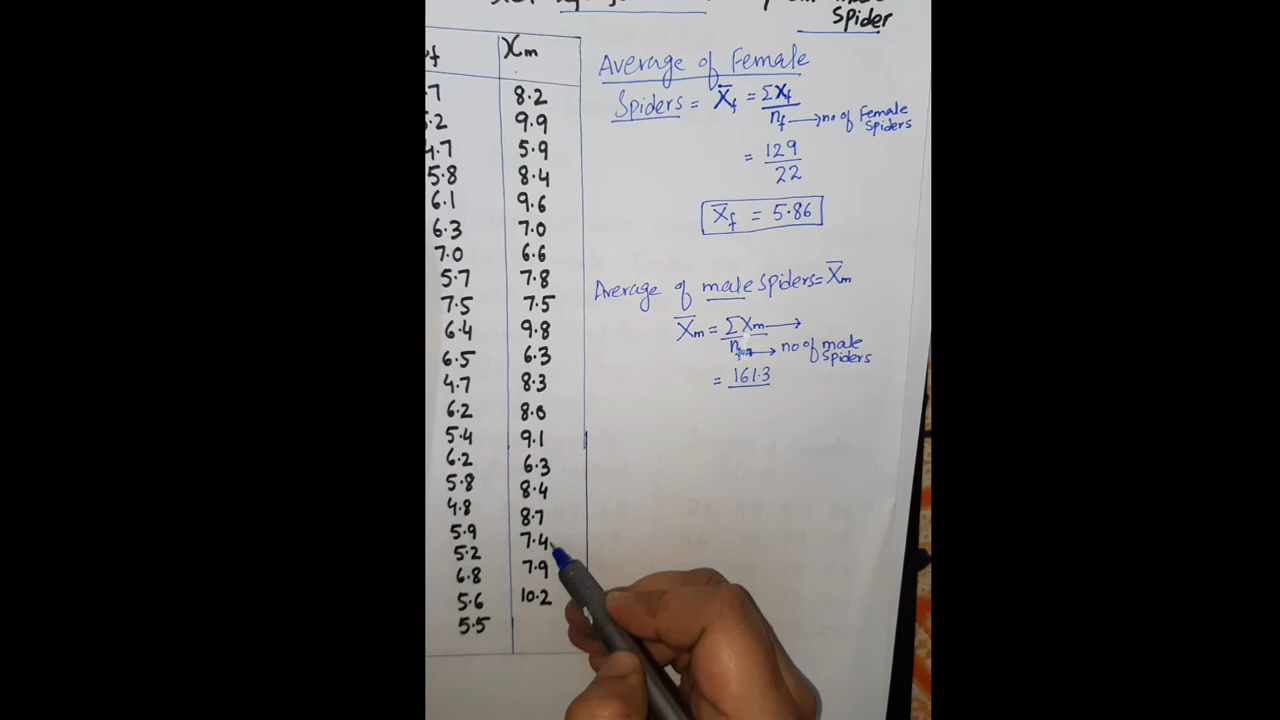 Spider
f Xm
.7 8.2
5.2 9.9
4.7 5.9
5.8 8.4
6.1 9.6
6.3 7.0
7.0 6.6
5.7 7.8
7.5 7.5
6.4 9.8
6.5 6.3
4.7 8.3
6.2 8.0
5.4 9.1
6.2 6.3
5.8 8.4
4.8 8.7
5.9 7.4
5.2 7.9
6.8 10.2
5.6
5.5
Average of Female
Spiders = X̄f = ΣXf
nf → no of Female
Spiders
= 129
22
X̄f = 5.86
Average of male Spiders = X̄m
X̄m = ΣXm →
nm → no of male
Spiders
= 161.3